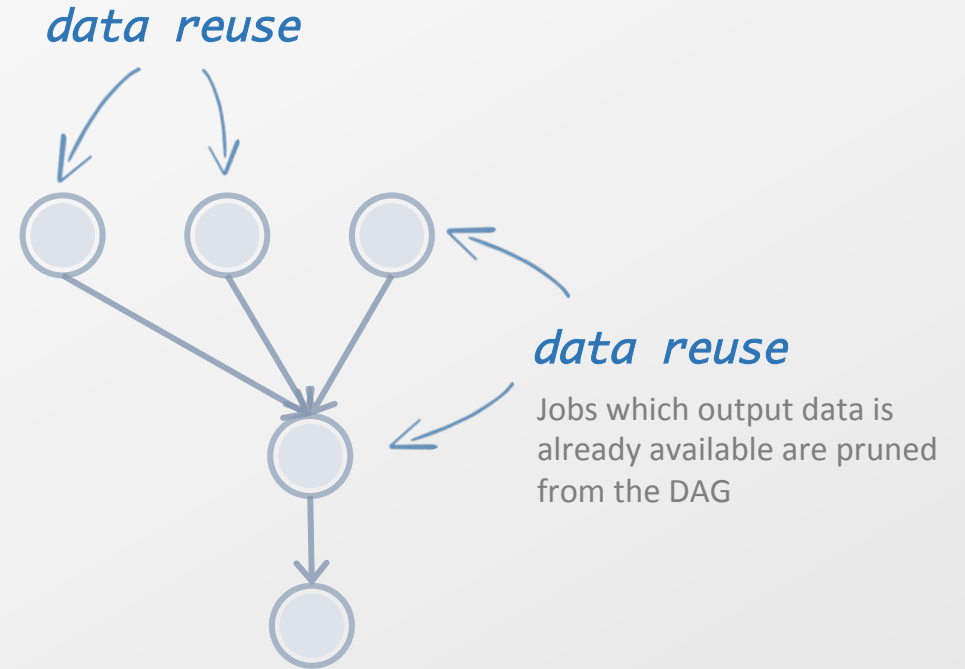 data reuse
data reuse
Jobs which output data is
already available are pruned
from the DAG